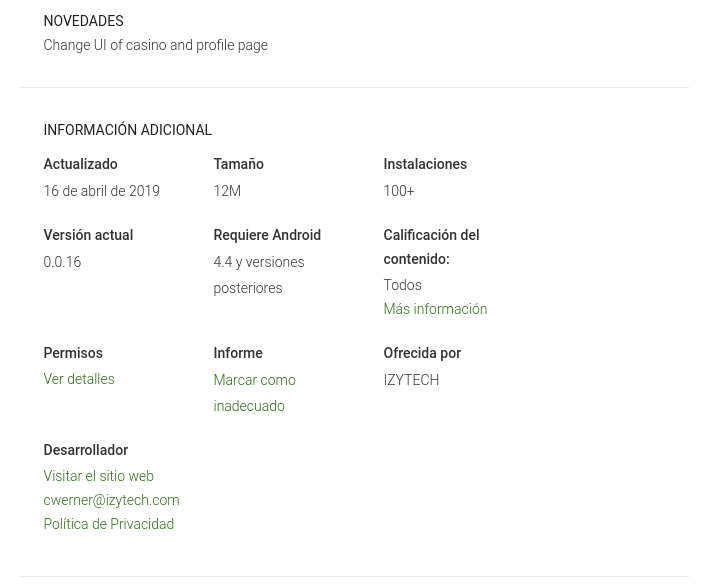 NOVEDADES
Change UI of casino and profile page
INFORMACIÓN ADICIONAL
Actualizado
16 de abril de 2019
Tamaño
12M
Instalaciones
100+
Versión actual
0.0.16
Requiere Android
4.4 y versiones
posteriores
Calificación del
contenido:
Todos
Más información
Permisos
Ver detalles
Informe
Marcar como
inadecuado
Ofrecida por
IZYTECH
Desarrollador
Visitar el sitio web
cwerner@izytech.com
Política de Privacidad